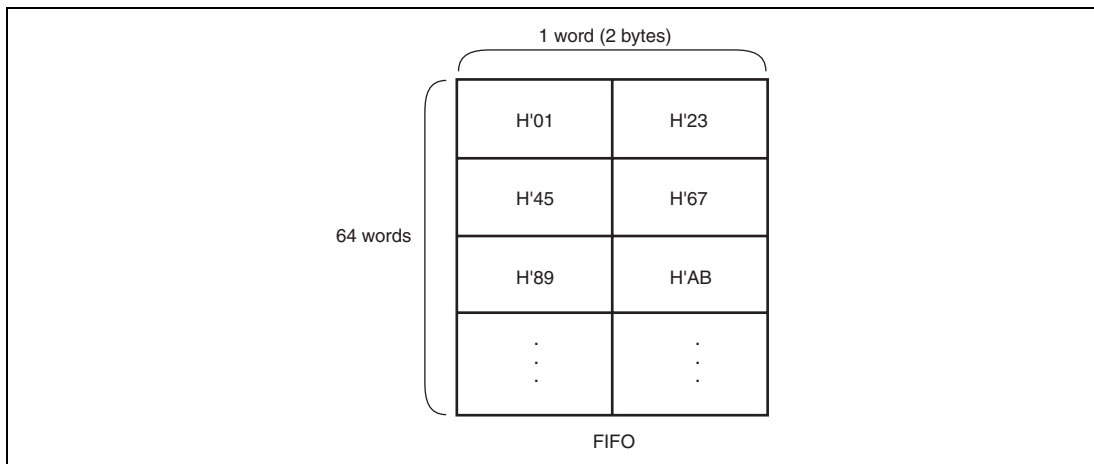 1 word (2 bytes)
H'01 H'23
H'45 H'67
64 words
H'89 H'AB
FIFO